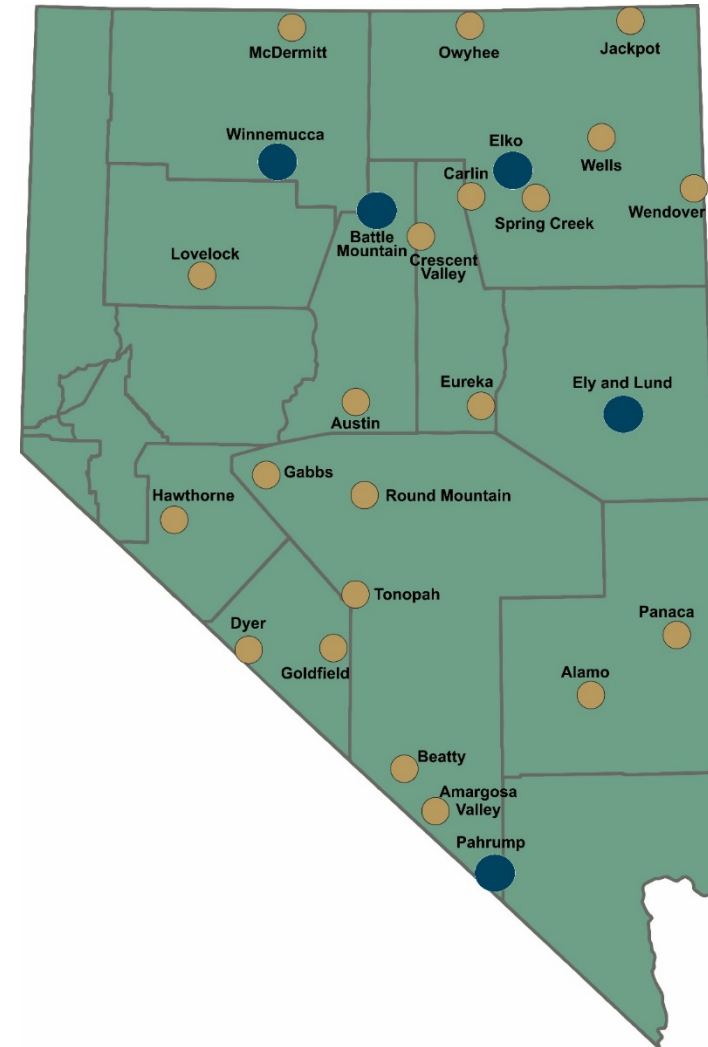 McDermitt
Owyhee
Jackpot
Winnemucca
Elko
Wells
Carlin
Spring Creek
Wendover
Battle
Mountain
Crescent
Valley
Lovelock
Eureka
Ely and Lund
Austin
Gabbs
Hawthorne
Round Mountain
Tonopah
Panaca
Dyer
Goldfield
Alamo
Beatty
Amargosa
Valley
Pahrump